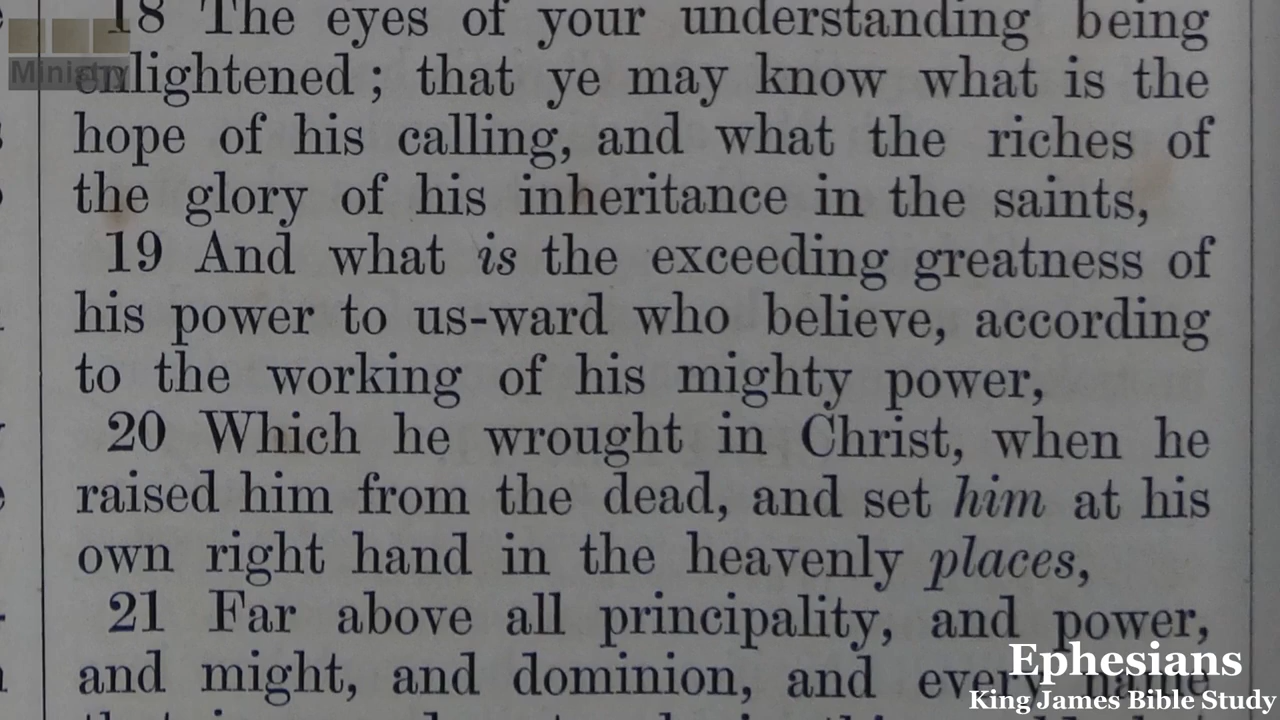 18 The eyes of your understanding being
enlightened ; that ye may know what is the
hope of his calling, and what the riches of
the glory of his inheritance in the saints,
19 And what is the exceeding greatness of
his power to us-ward who believe, according
to the working of his mighty power,
20 Which he wrought in Christ, when he
raised him from the dead, and set him at his
own right hand in the heavenly places,
21 Far above all principality, and power,
and might, and dominion, and every name
Ministry
Ephesians
King James Bible Study